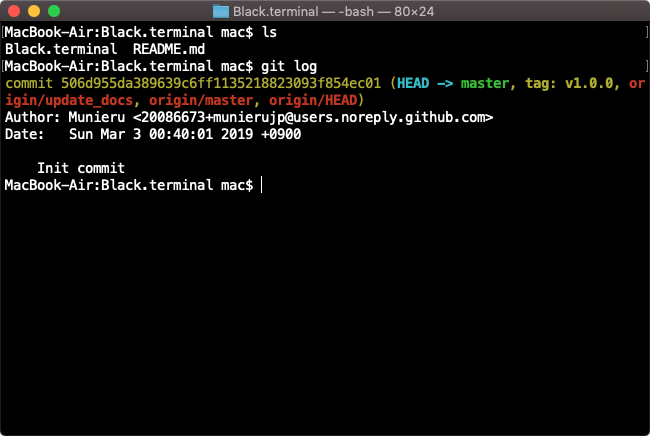 Black.terminal — -bash — 80×24
[MacBook-Air:Black.terminal mac$ ls ]
Black.terminal  README.md
[MacBook-Air:Black.terminal mac$ git log ]
commit 506d955da389639c6ff1135218823093f854ec01 (HEAD -> master, tag: v1.0.0, or
igin/update_docs, origin/master, origin/HEAD)
Author: Munieru <20086673+munierujp@users.noreply.github.com>
Date:   Sun Mar 3 00:40:01 2019 +0900

    Init commit
MacBook-Air:Black.terminal mac$